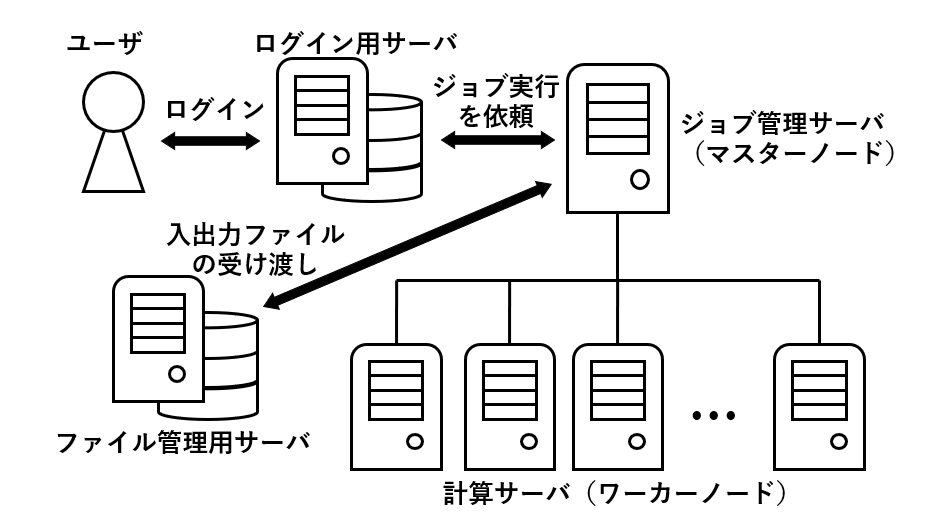 ユーザ
ログイン用サーバ
ログイン
ジョブ実行
を依頼
ジョブ管理サーバ
（マスターノード）
入出力ファイル
の受け渡し
ファイル管理用サーバ
計算サーバ（ワーカーノード）